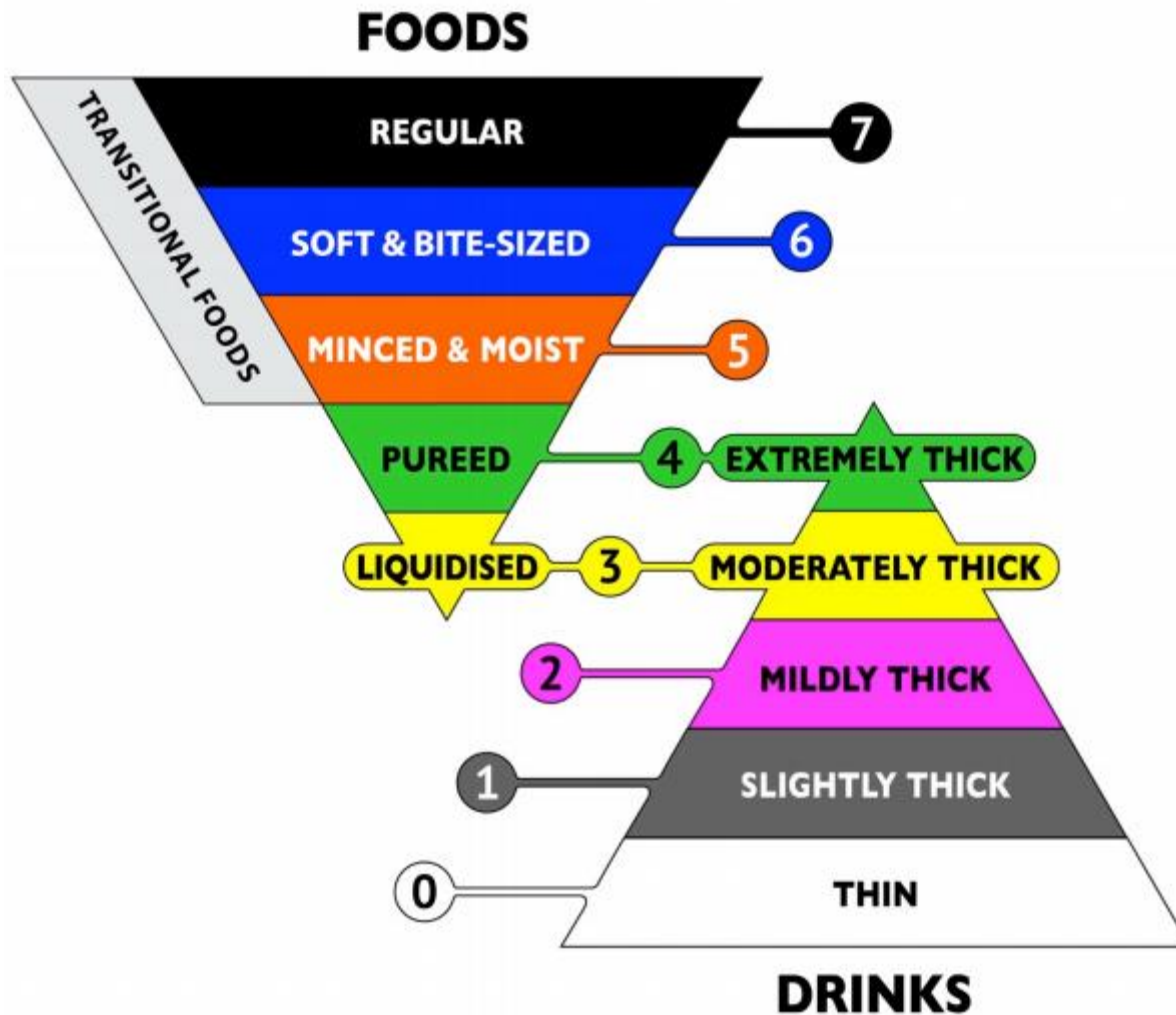 FOODS
TRANSITIONAL FOODS
REGULAR
7
SOFT & BITE-SIZED
6
MINCED & MOIST
5
PUREED
4
EXTREMELY THICK
LIQUIDISED
3
MODERATELY THICK
2
MILDLY THICK
1
SLIGHTLY THICK
0
THIN
DRINKS